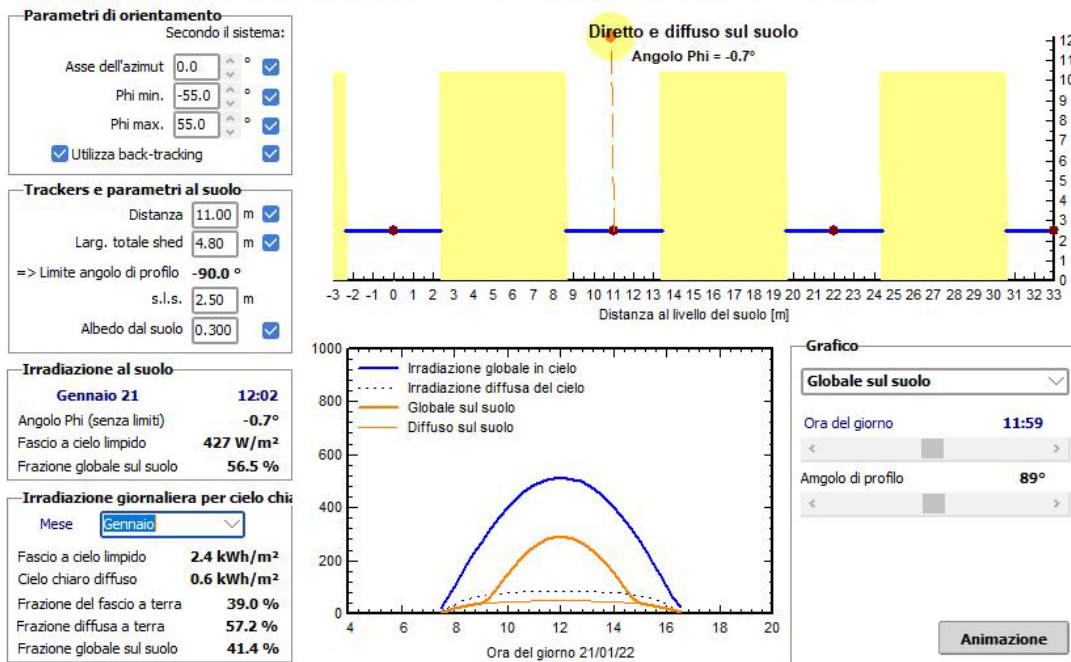 Parametri di orientamento
Secondo il sistema:
Asse dell'azimut 0.0 °
Phi min. -55.0 °
Phi max. 55.0 °
Utilizza back-tracking
Trackers e parametri al suolo
Distanza 11.00 m
Larg. totale shed 4.80 m
=> Limite angolo di profilo -90.0 °
s.l.s. 2.50 m
Albedo dal suolo 0.300
Irradiazione al suolo
Gennaio 21 12:02
Angolo Phi (senza limiti) -0.7°
Fascio a cielo limpido 427 W/m²
Frazione globale sul suolo 56.5 %
Irradiazione giornaliera per cielo chia
Mese Gennaio
Fascio a cielo limpido 2.4 kWh/m²
Cielo chiaro diffuso 0.6 kWh/m²
Frazione del fascio a terra 39.0 %
Frazione diffusa a terra 57.2 %
Frazione globale sul suolo 41.4 %
Diretto e diffuso sul suolo
Angolo Phi = -0.7°
12
11
10
9
8
7
6
5
4
3
2
1
0
-3 -2 -1 0 1 2 3 4 5 6 7 8 9 10 11 12 13 14 15 16 17 18 19 20 21 22 23 24 25 26 27 28 29 30 31 32 33
Distanza al livello del suolo [m]
1000
800
600
400
200
0
Irradiazione globale in cielo
Irradiazione diffusa del cielo
Globale sul suolo
Diffuso sul suolo
4 6 8 10 12 14 16 18 20
Ora del giorno 21/01/22
Grafico
Globale sul suolo
Ora del giorno 11:59
Amgolo di profilo 89°
Animazione